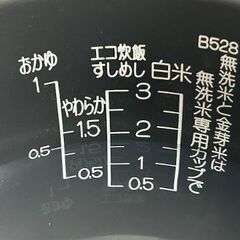 おかゆ
1
0.5
やわらか
1.5
0.5
エコ炊飯
すしめし
白米
3
2
1
0.5
B528
無洗米と金芽米は
無洗米専用カップで